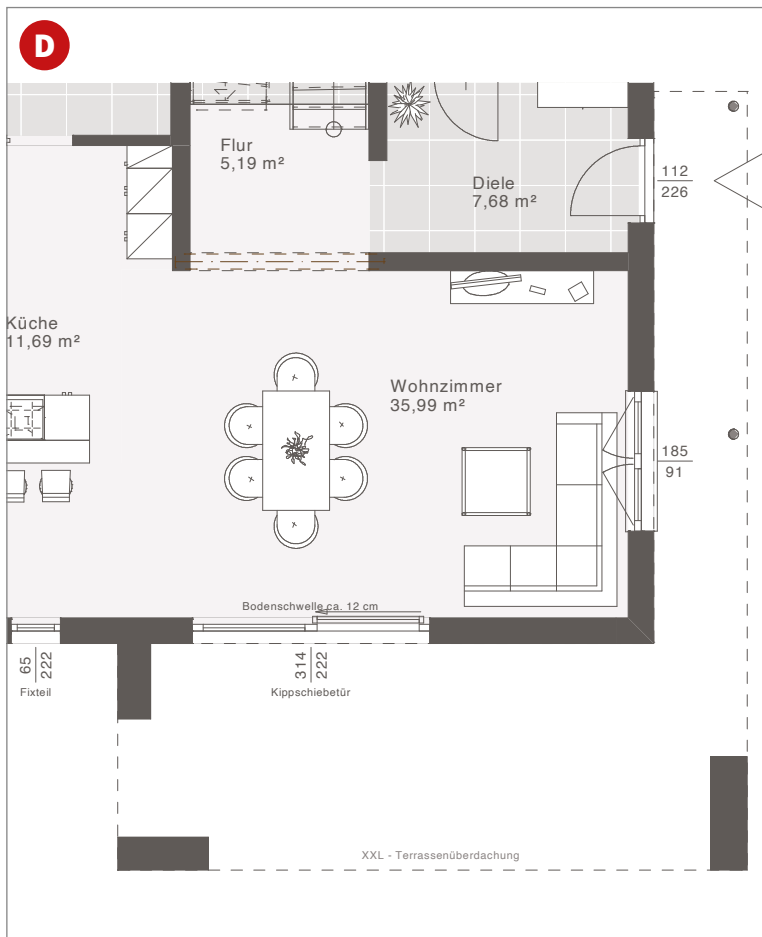 D
Flur
5,19 m²
Diele
7,68 m²
112
226
Küche
11,69 m²
Wohnzimmer
35,99 m²
185
91
Bodenschwelle ca. 12 cm
65
222
Fixteil
314
222
Kippschiebetür
XXL - Terrassenüberdachung